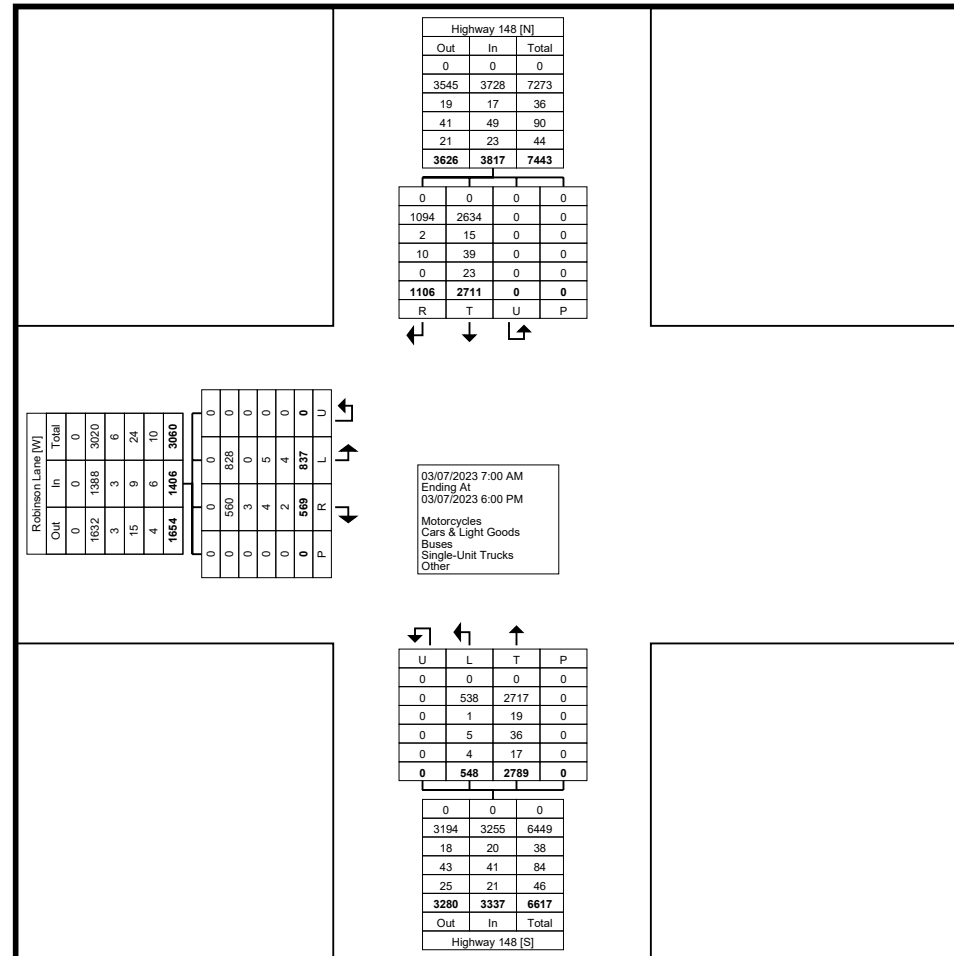 Highway 148 [N]
Out In Total
0 0 0
3545 3728 7273
19 17 36
41 49 90
21 23 44
3626 3817 7443
0 0 0 0
1094 2634 0 0
2 15 0 0
10 39 0 0
0 23 0 0
1106 2711 0 0
R T U P
Robinson Lane [W]
Out In Total
0 0 0
1632 1388 3020
3 3 6
15 9 24
4 6 10
1654 1406 3060
0 0 0 0
0 560 828 0
0 3 0 0
0 4 5 0
0 2 4 0
0 569 837 0
P R L U
03/07/2023 7:00 AM
Ending At
03/07/2023 6:00 PM
Motorcycles
Cars & Light Goods
Buses
Single-Unit Trucks
Other
U L T P
0 0 0 0
0 538 2717 0
0 1 19 0
0 5 36 0
0 4 17 0
0 548 2789 0
0 0 0
3194 3255 6449
18 20 38
43 41 84
25 21 46
3280 3337 6617
Out In Total
Highway 148 [S]